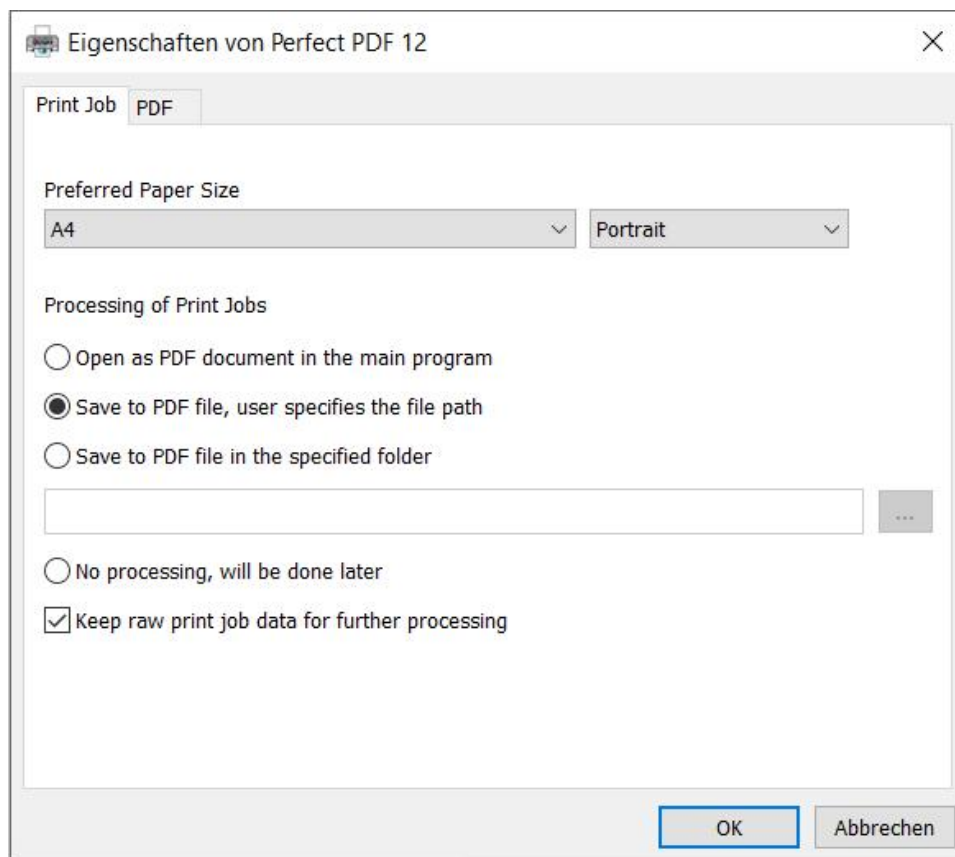 Eigenschaften von Perfect PDF 12
Print Job PDF
Preferred Paper Size
A4 Portrait
Processing of Print Jobs
Open as PDF document in the main program
Save to PDF file, user specifies the file path
Save to PDF file in the specified folder
...
No processing, will be done later
Keep raw print job data for further processing
OK Abbrechen